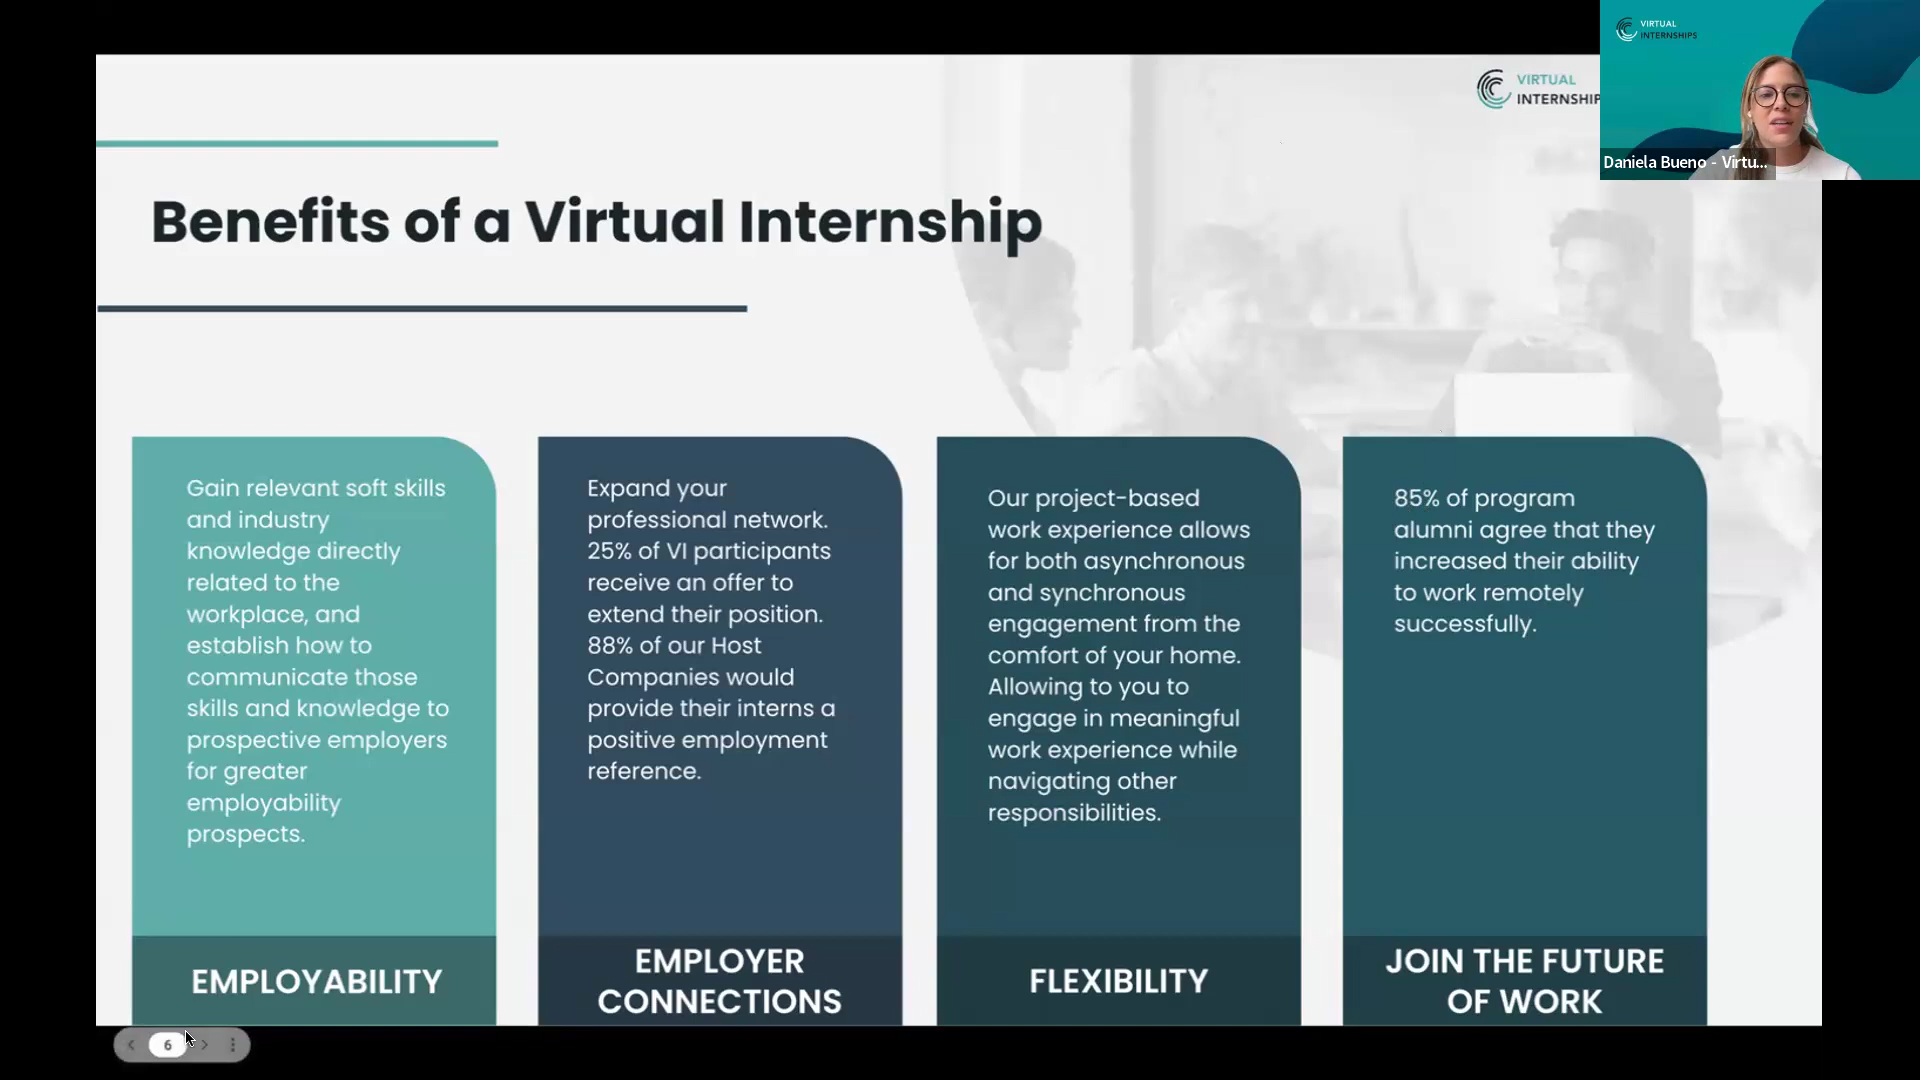 VIRTUAL
INTERNSHIPS
VIRTUAL
INTERNSHIP
Daniela Bueno - Virtu...
Benefits of a Virtual Internship
Gain relevant soft skills
and industry
knowledge directly
related to the
workplace, and
establish how to
communicate those
skills and knowledge to
prospective employers
for greater
employability
prospects.
EMPLOYABILITY
Expand your
professional network.
25% of VI participants
receive an offer to
extend their position.
88% of our Host
Companies would
provide their interns a
positive employment
reference.
EMPLOYER
CONNECTIONS
Our project-based
work experience allows
for both asynchronous
and synchronous
engagement from the
comfort of your home.
Allowing to you to
engage in meaningful
work experience while
navigating other
responsibilities.
FLEXIBILITY
85% of program
alumni agree that they
increased their ability
to work remotely
successfully.
JOIN THE FUTURE
OF WORK
6